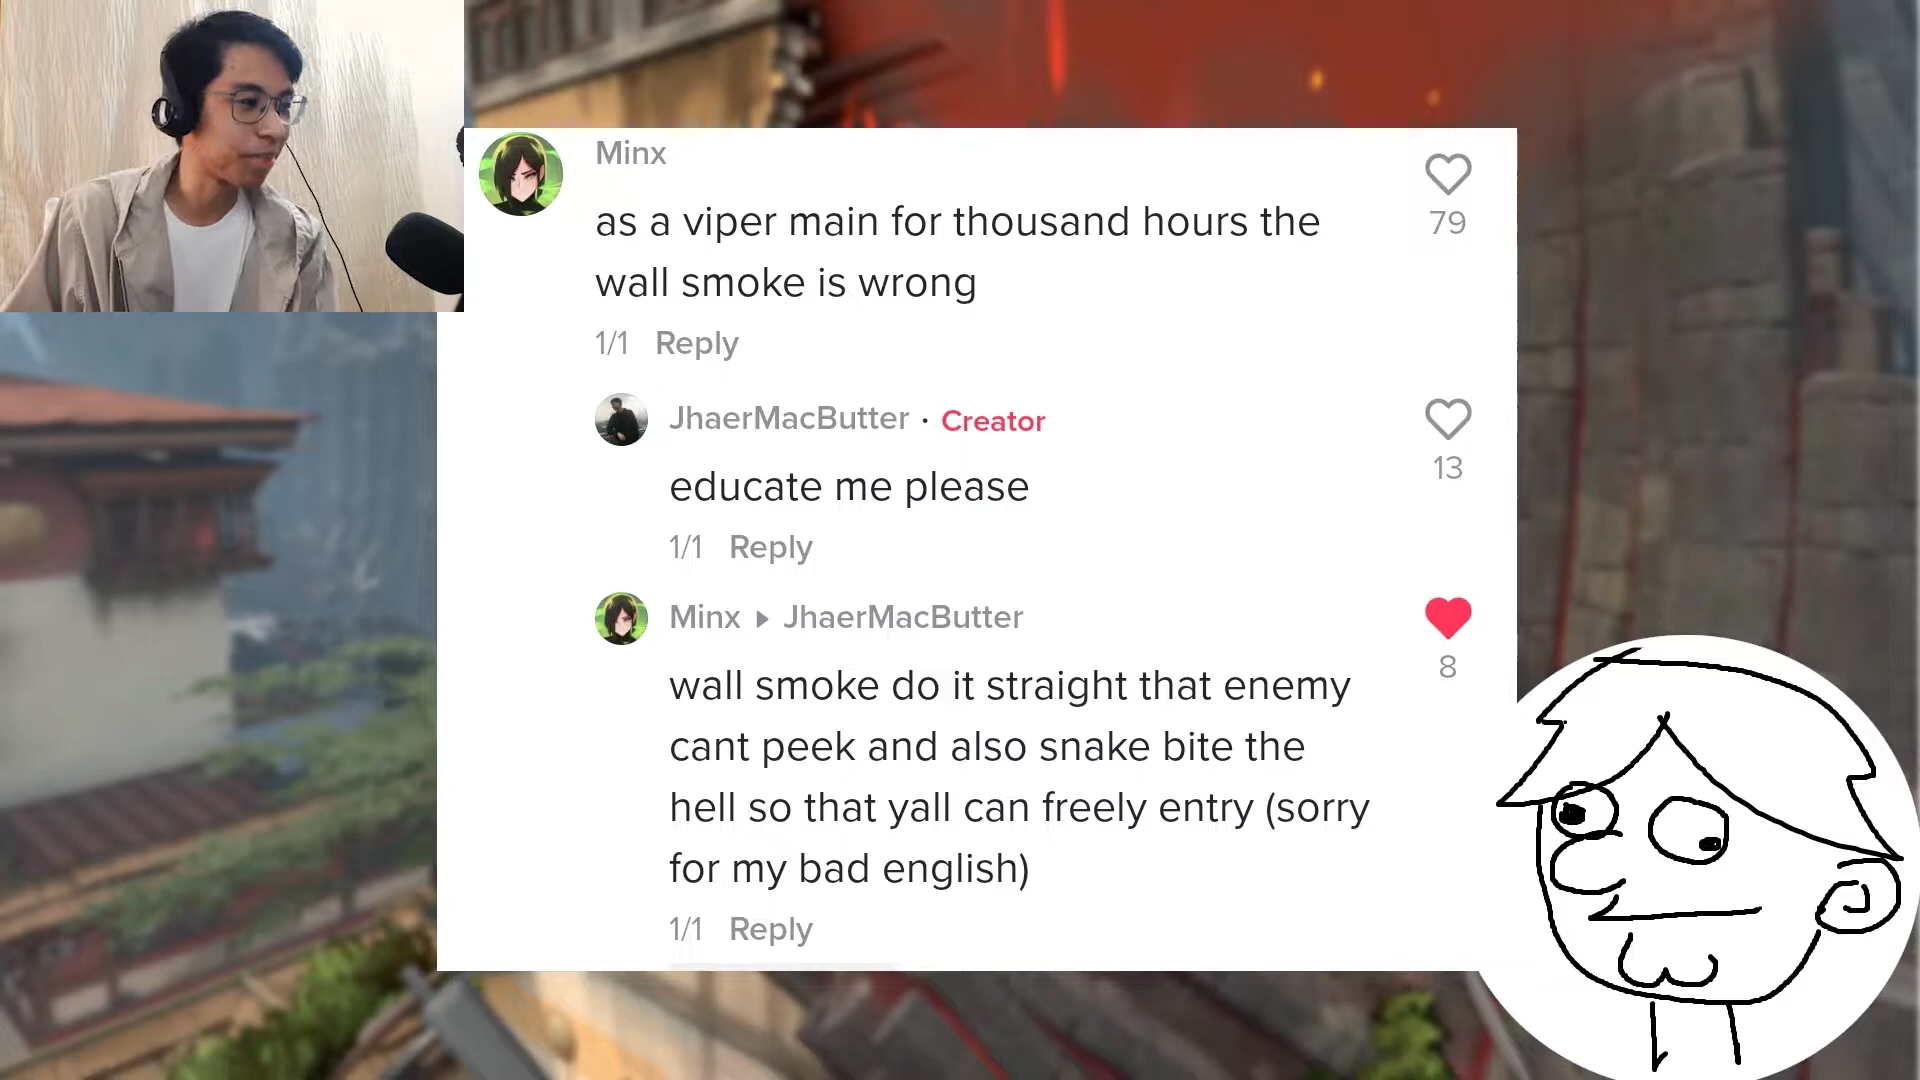 Minx
79
as a viper main for thousand hours the
wall smoke is wrong
1/1 Reply
JhaerMacButter · Creator
13
educate me please
1/1 Reply
Minx ▸ JhaerMacButter
8
wall smoke do it straight that enemy
cant peek and also snake bite the
hell so that yall can freely entry (sorry
for my bad english)
1/1 Reply